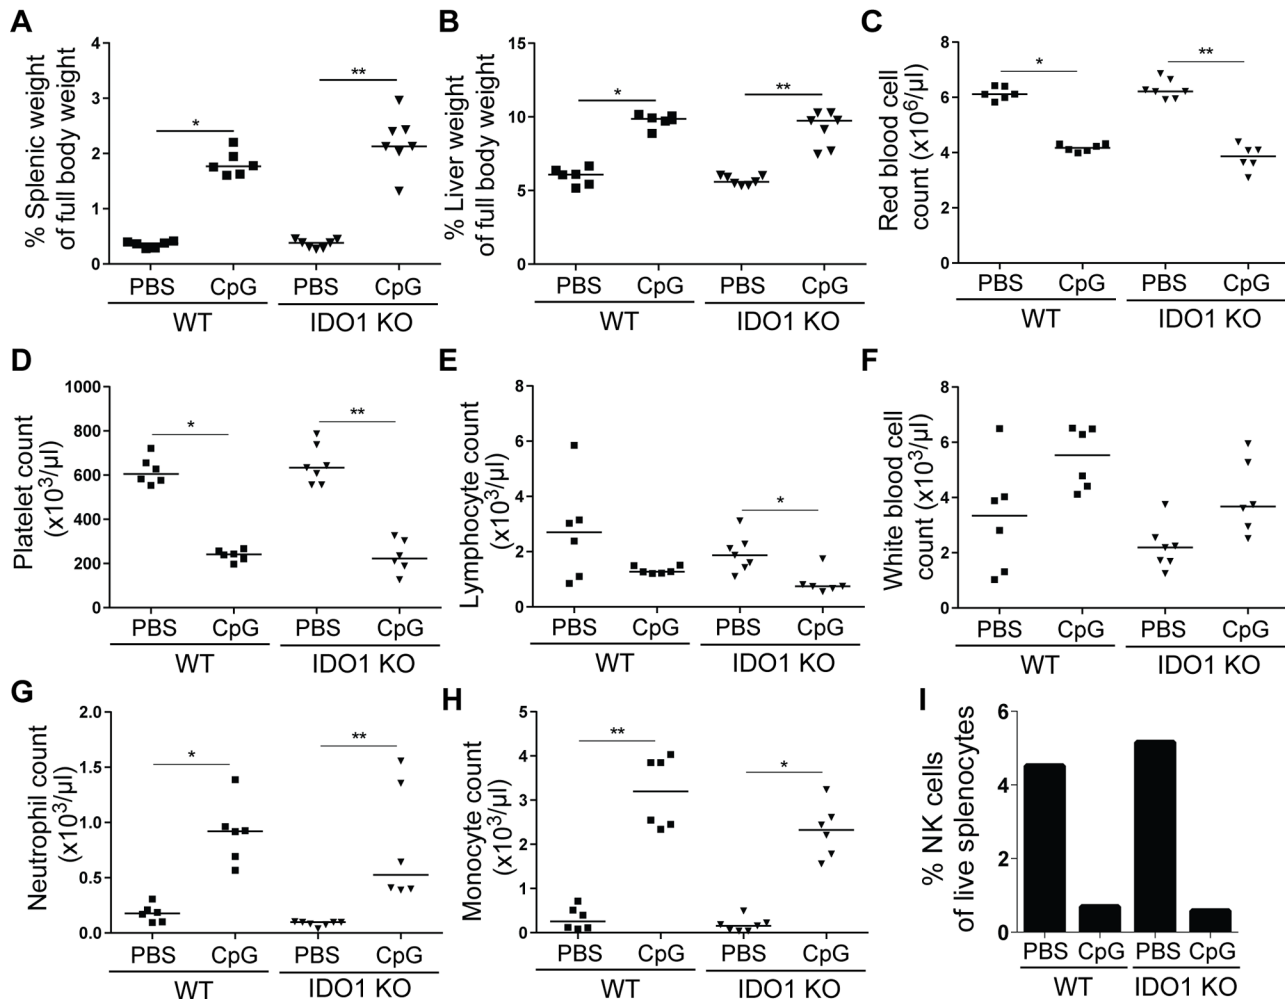 A
% Splenic weight
of full body weight
4
3
2
1
0
*
**
PBS CpG PBS CpG
WT IDO1 KO
B
% Liver weight
of full body weight
15
10
5
0
*
**
PBS CpG PBS CpG
WT IDO1 KO
C
Red blood cell
count (x10⁶/µl)
8
6
4
2
0
*
**
PBS CpG PBS CpG
WT IDO1 KO
D
Platelet count
(x10³/µl)
1000
800
600
400
200
0
*
**
PBS CpG PBS CpG
WT IDO1 KO
E
Lymphocyte count
(x10³/µl)
8
6
4
2
0
*
PBS CpG PBS CpG
WT IDO1 KO
F
White blood cell
count (x10³/µl)
8
6
4
2
0
PBS CpG PBS CpG
WT IDO1 KO
G
Neutrophil count
(x10³/µl)
2.0
1.5
1.0
0.5
0.0
*
**
PBS CpG PBS CpG
WT IDO1 KO
H
Monocyte count
(x10³/µl)
5
4
3
2
1
0
**
*
PBS CpG PBS CpG
WT IDO1 KO
I
% NK cells
of live splenocytes
6
4
2
0
PBS CpG PBS CpG
WT IDO1 KO